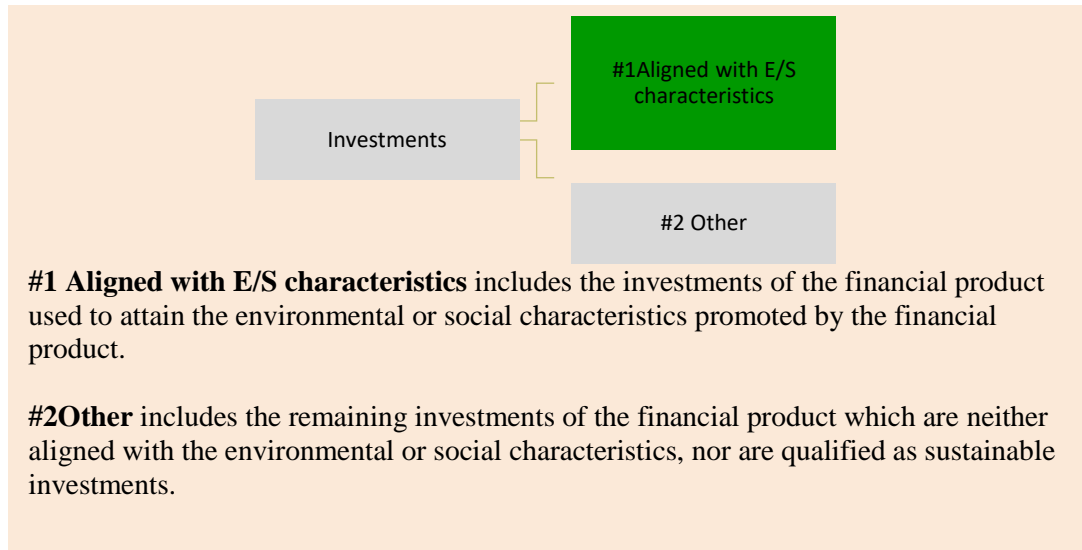 #1Aligned with E/S
characteristics
Investments
#2 Other
#1 Aligned with E/S characteristics includes the investments of the financial product
used to attain the environmental or social characteristics promoted by the financial
product.
#2Other includes the remaining investments of the financial product which are neither
aligned with the environmental or social characteristics, nor are qualified as sustainable
investments.